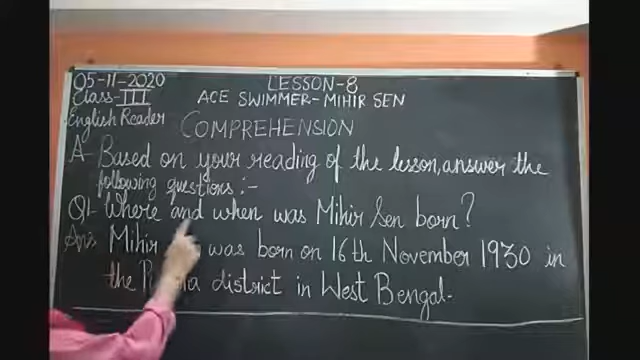 05-11-2020
LESSON-8
Class-III
ACE SWIMMER-MIHIR SEN
English Reader
COMPREHENSION
A- Based on your reading of the lesson, answer the
following questions:-
Q1- Where and when was Mihir Sen born?
Ans Mihir was born on 16th November 1930 in
the district in West Bengal.